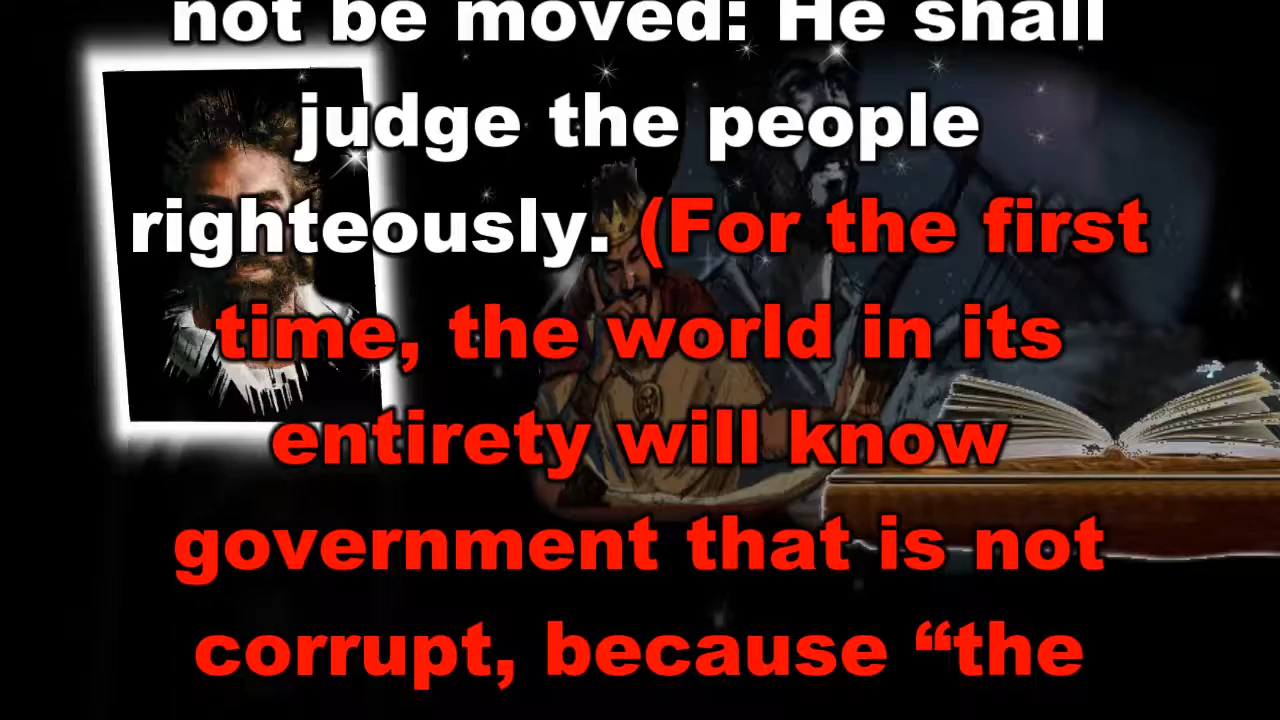 not be moved: He shall
judge the people
righteously. (For the first
time, the world in its
entirety will know
government that is not
corrupt, because “the